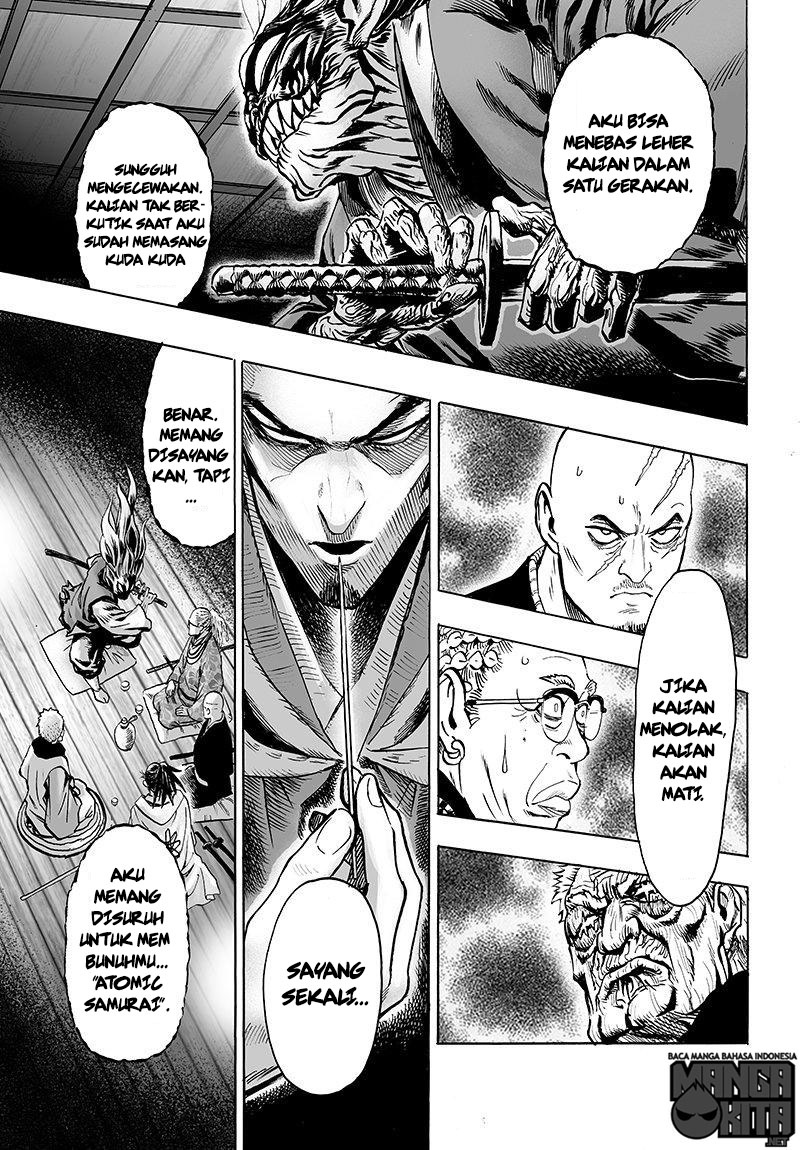 AKU BISA
MENEBAS LEHER
KALIAN DALAM
SATU GERAKAN.
SUNGGUH
MENGECEWAKAN.
KALIAN TAK BER-
KUTIK SAAT AKU
SUDAH MEMASANG
KUDA KUDA
JIKA
KALIAN
MENOLAK,
KALIAN
AKAN
MATI.
SAYANG
SEKALI...
BENAR,
MEMANG
DISAYANG
KAN, TAPI
...
AKU
MEMANG
DISURUH
UNTUK MEM
BUNUHMU...
"ATOMIC
SAMURAI".
BACA MANGA BAHASA INDONESIA
MANGA
KITA
.NET